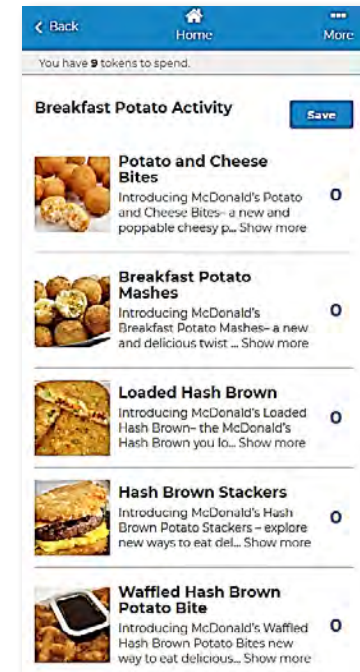 Back
Home
More
You have 9 tokens to spend.
Breakfast Potato Activity
Save
Potato and Cheese
Bites
Introducing McDonald's Potato
and Cheese Bites– a new and
poppable cheesy p... Show more
0
Breakfast Potato
Mashes
Introducing McDonald's
Breakfast Potato Mashes– a new
and delicious twist ... Show more
0
Loaded Hash Brown
Introducing McDonald's Loaded
Hash Brown– the McDonald's
Hash Brown you lo... Show more
0
Hash Brown Stackers
Introducing McDonald's Hash
Brown Potato Stackers – explore
new ways to eat del... Show more
0
Waffled Hash Brown
Potato Bite
Introducing McDonald's Waffled
Hash Brown Potato Bites new
way to eat delicious... Show more
0